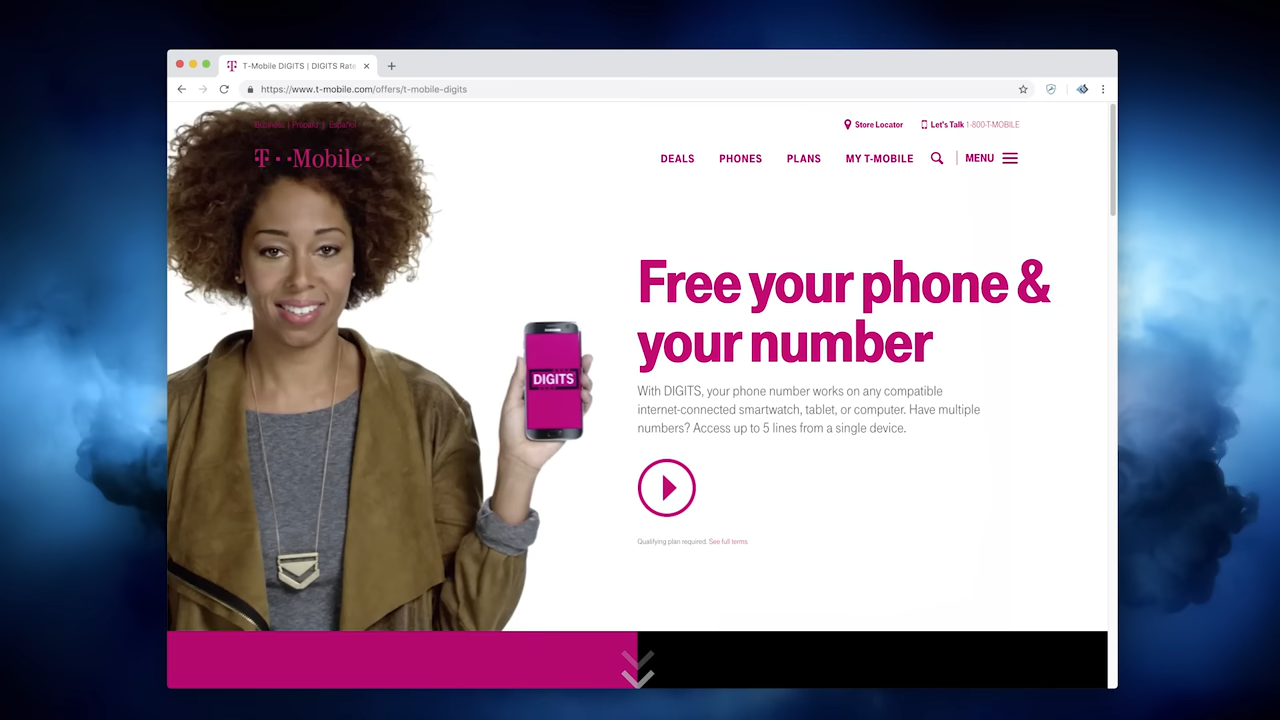 T-Mobile DIGITS | DIGITS Rate
https://www.t-mobile.com/offers/t-mobile-digits
Business | Prepaid | Español
Store Locator
Let's Talk 1-800-T-MOBILE
T··Mobile·
DEALS
PHONES
PLANS
MY T-MOBILE
MENU
Free your phone &
your number
DIGITS
With DIGITS, your phone number works on any compatible
internet-connected smartwatch, tablet, or computer. Have multiple
numbers? Access up to 5 lines from a single device.
Qualifying plan required. See full terms